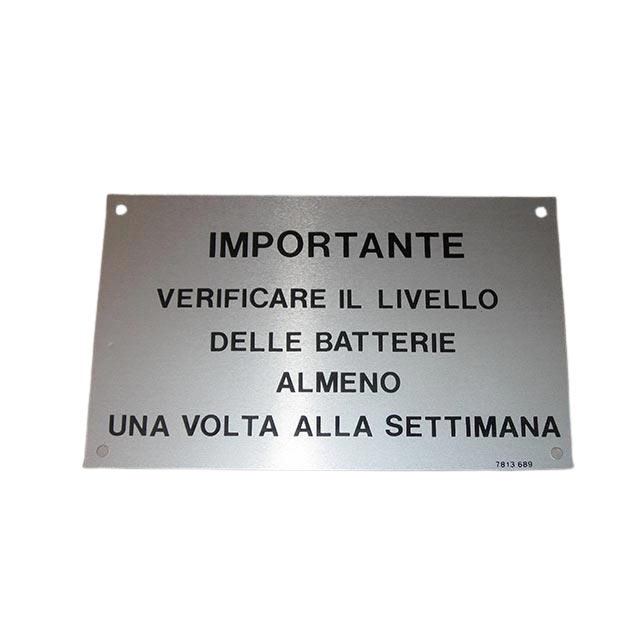 IMPORTANTE
VERIFICARE IL LIVELLO
DELLE BATTERIE
ALMENO
UNA VOLTA ALLA SETTIMANA
7813 689